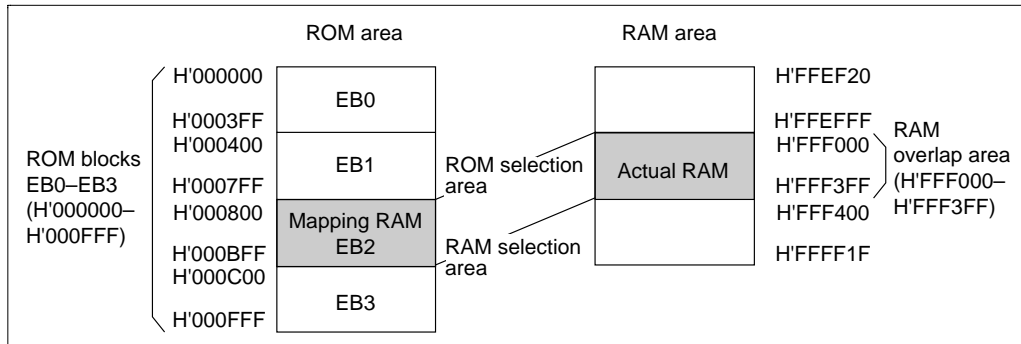 ROM area
RAM area
ROM blocks
EB0–EB3
(H'000000–
H'000FFF)
H'000000
H'0003FF
H'000400
H'0007FF
H'000800
H'000BFF
H'000C00
H'000FFF
EB0
EB1
Mapping RAM
EB2
EB3
ROM selection
area
RAM selection
area
Actual RAM
H'FFEF20
H'FFEFFF
H'FFF000
H'FFF3FF
H'FFF400
H'FFFF1F
RAM
overlap area
(H'FFF000–
H'FFF3FF)